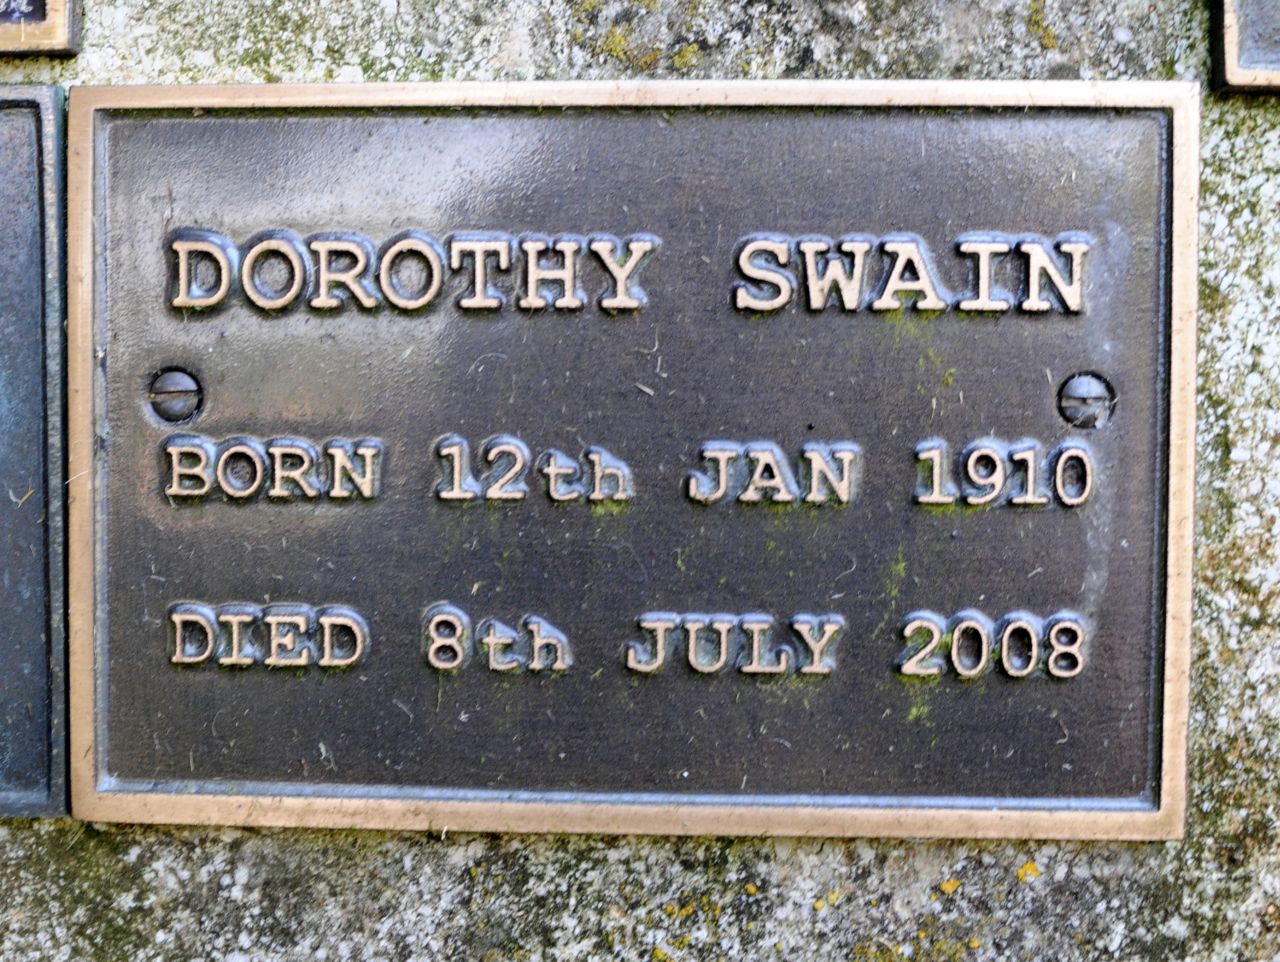 DOROTHY SWAIN
BORN 12th JAN 1910
DIED 8th JULY 2008